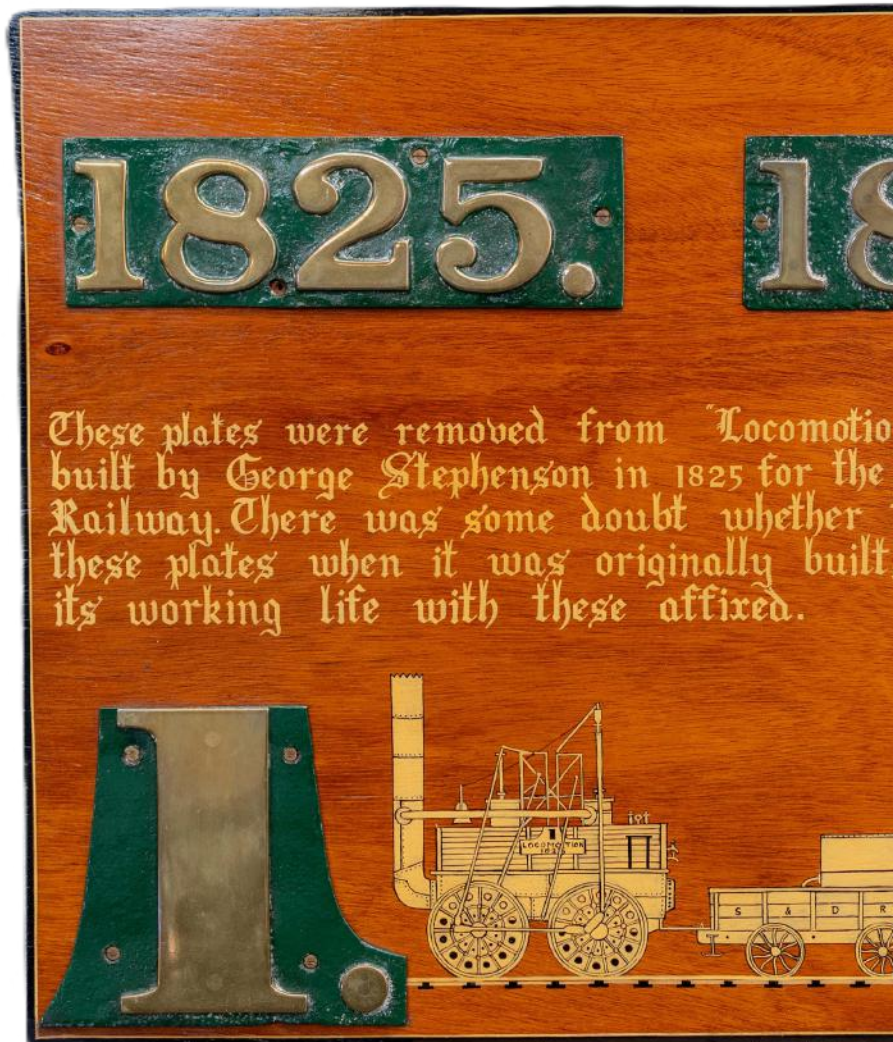 1825. 18
These plates were removed from "Locomotio
built by George Stephenson in 1825 for the
Railway. There was some doubt whether
these plates when it was originally built
its working life with these affixed.
1.
LOCOMOTION
1825
S & D R